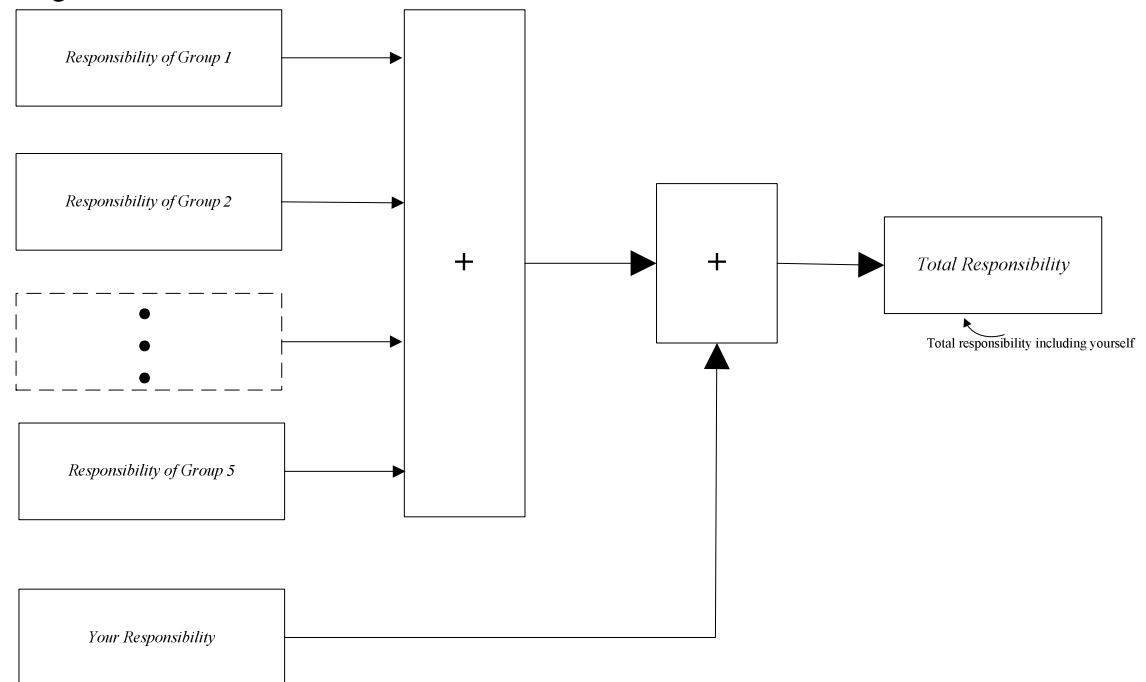 Responsibility of Group 1
Responsibility of Group 2
+
+
Total Responsibility
Total responsibility including yourself
Responsibility of Group 5
Your Responsibility